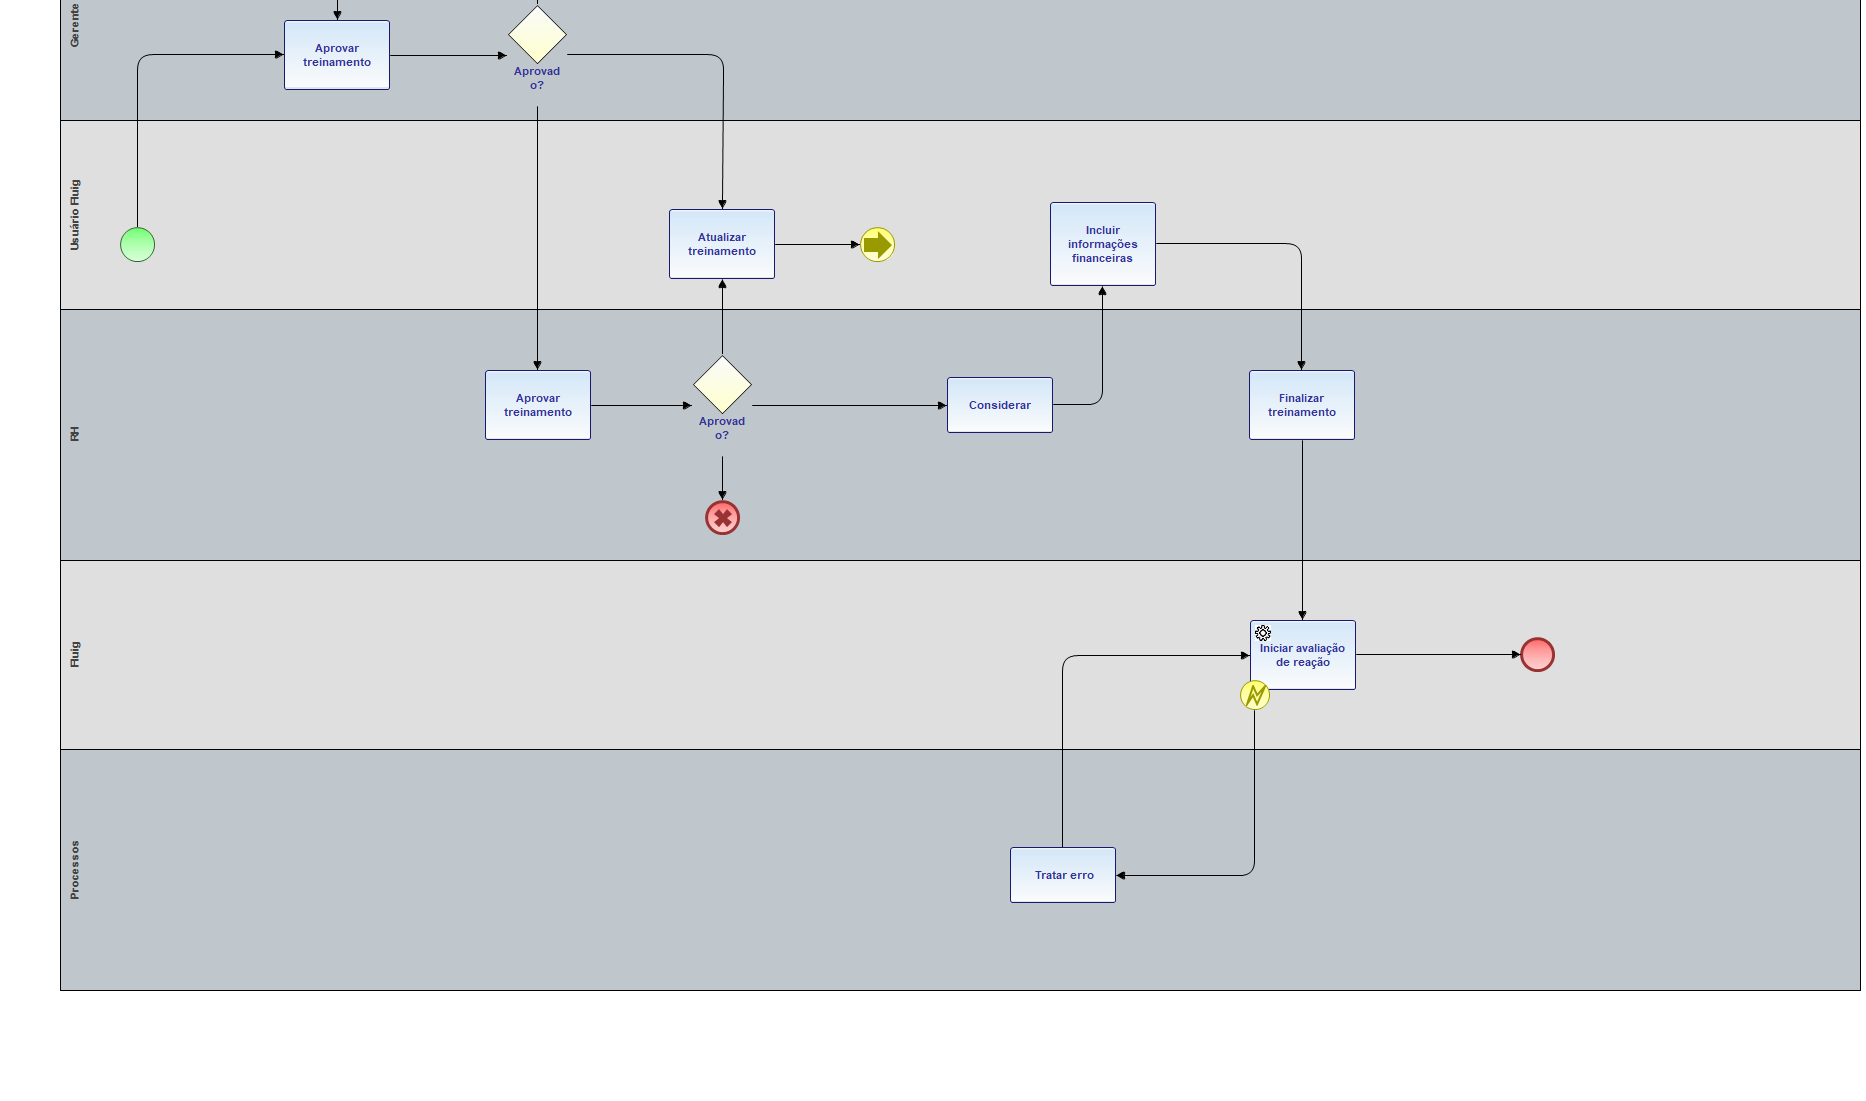 Gerente
Aprovar
treinamento
Aprovad
o?
Usuário Fluig
Atualizar
treinamento
Incluir
informações
financeiras
RH
Aprovar
treinamento
Aprovad
o?
Considerar
Finalizar
treinamento
Fluig
Iniciar avaliação
de reação
Processos
Tratar erro